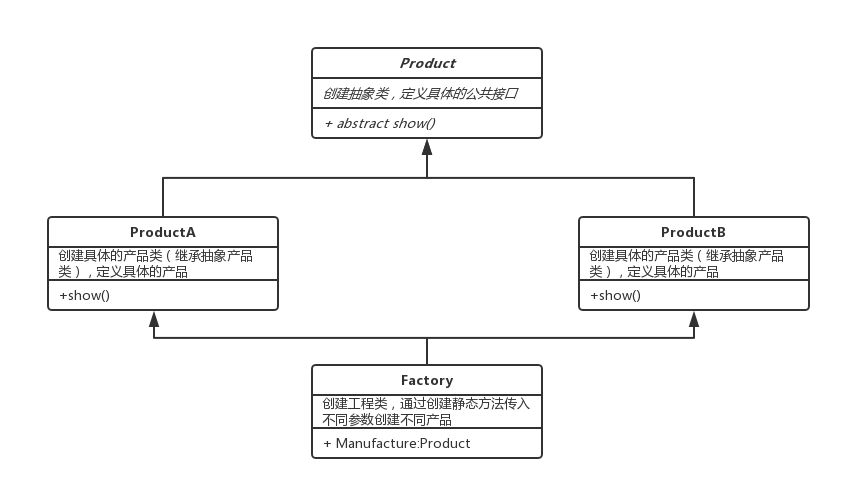 Product
创建抽象类，定义具体的公共接口
+ abstract show()
ProductA
创建具体的产品类（继承抽象产品
类），定义具体的产品
+show()
ProductB
创建具体的产品类（继承抽象产品
类），定义具体的产品
+show()
Factory
创建工程类，通过创建静态方法传入
不同参数创建不同产品
+ Manufacture:Product